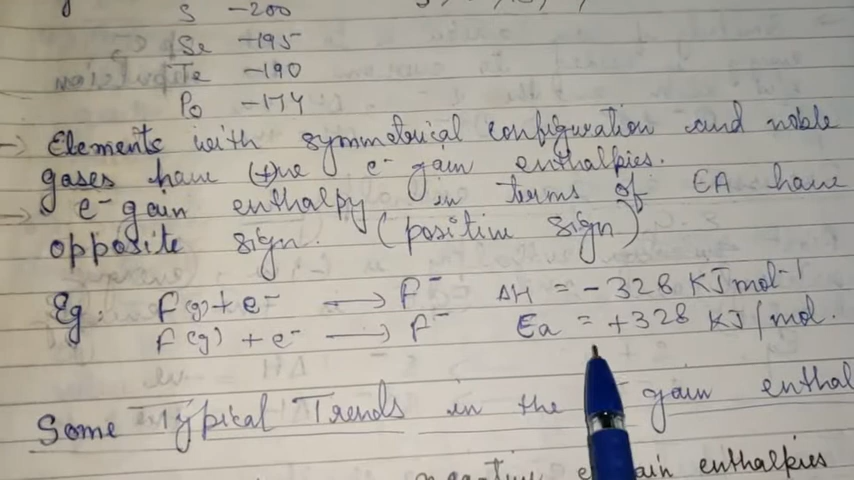 S -200
Se -195
Te -190
Po -174
→ Elements with symmetrical configuration and noble
gases have (+)ve e⁻ gain enthalpies.
→ e⁻ gain enthalpy in terms of EA have
opposite sign. (positive sign)
Eg: F(g) + e⁻ → F⁻ ΔH = -328 KJ mol⁻¹
F(g) + e⁻ → F⁻ Ea = +328 KJ/mol.
Some Typical Trends in the gain enthal
enthalpies